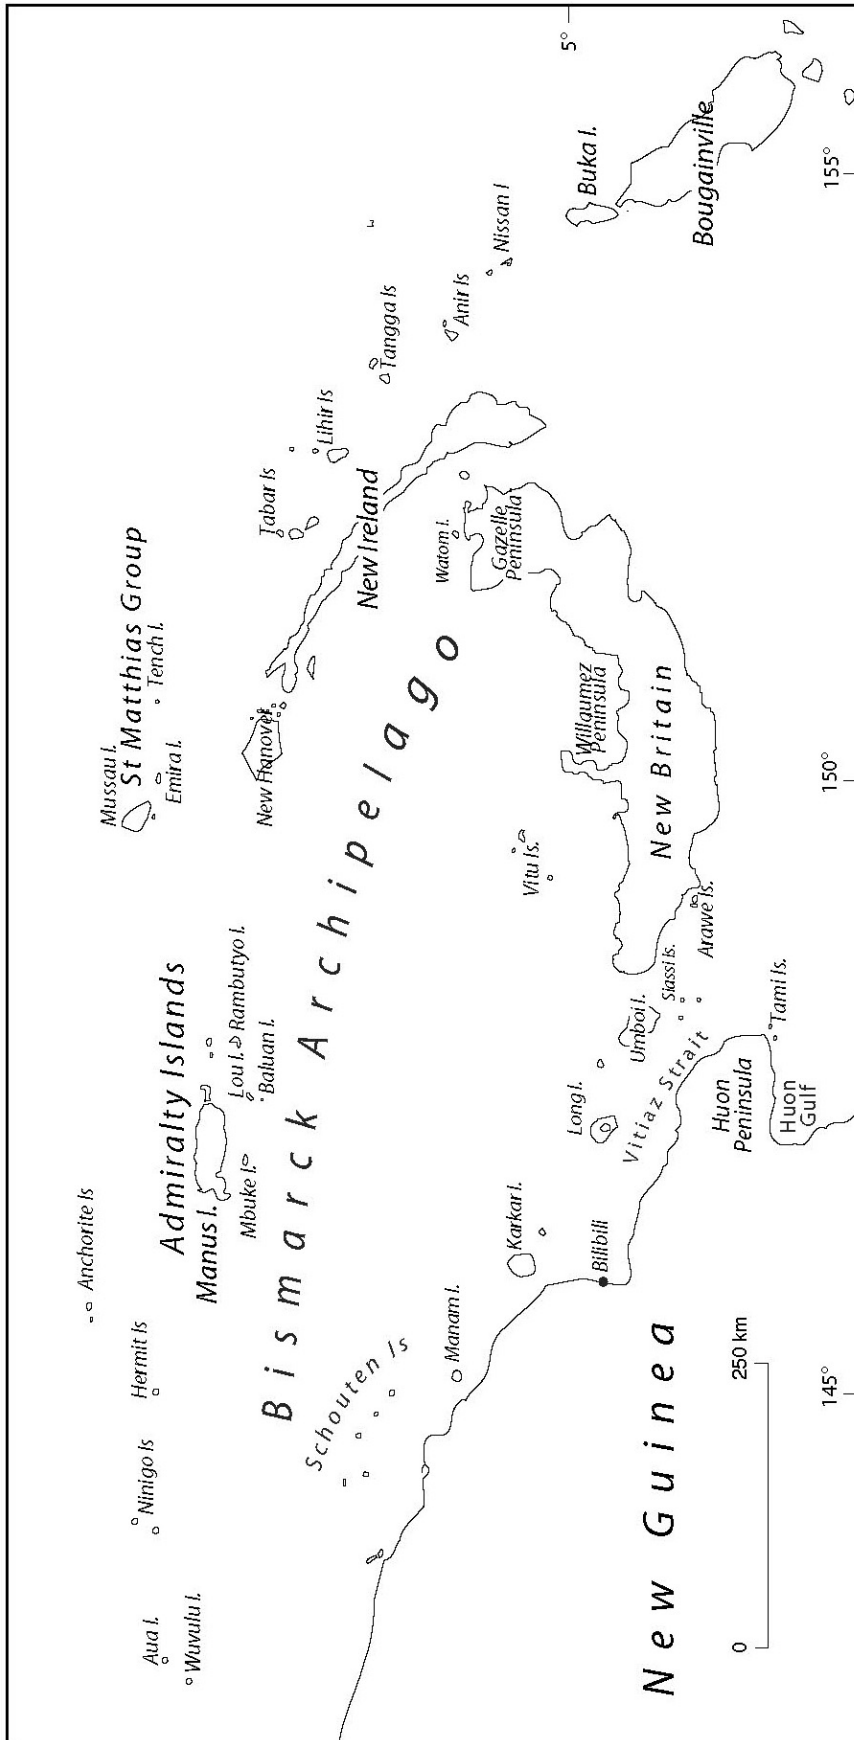 Anchorite Is
Mussau I.
St Matthias Group
Hermit Is
Ninigo Is
Aua I.
Emira I.
Tench I.
Admiralty Islands
Wuvulu I.
Manus I.
Lou I.
Rambutyo I.
Mbuke I.
Baluan I.
New Hanover
Tabar Is
Lihir Is
Bismarck Archipelago
Schouten Is
New Ireland
Tangga Is
Anir Is
Nissan I
Manam I.
Watom I.
Gazelle
Peninsula
Karkar I.
Vitu Is.
5°
Long I.
Willaumez
Peninsula
Buka I.
Bilibili
Umboi I.
Siassi Is.
Vitiaz Strait
New Britain
Arawe Is.
Bougainville
New Guinea
Huon
Peninsula
Tami Is.
Huon
Gulf
0
250 km
145°
150°
155°